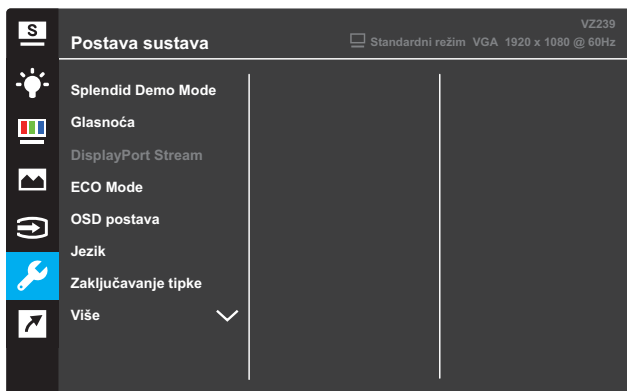 S
VZ239
Postava sustava
Standardni režim VGA 1920 x 1080 @ 60Hz
Splendid Demo Mode
Glasnoća
DisplayPort Stream
ECO Mode
OSD postava
Jezik
Zaključavanje tipke
Više